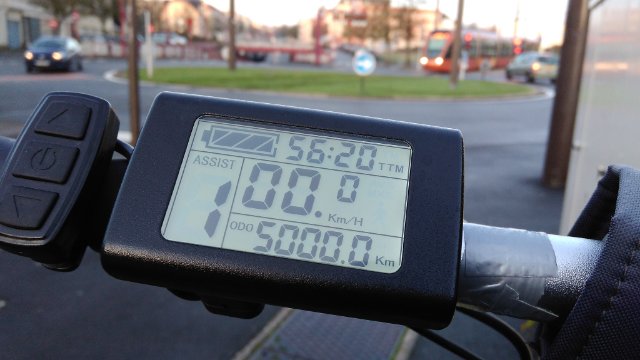 56:20 TTM
ASSIST
1
00.0 Km/H
ODO 5000.0 Km